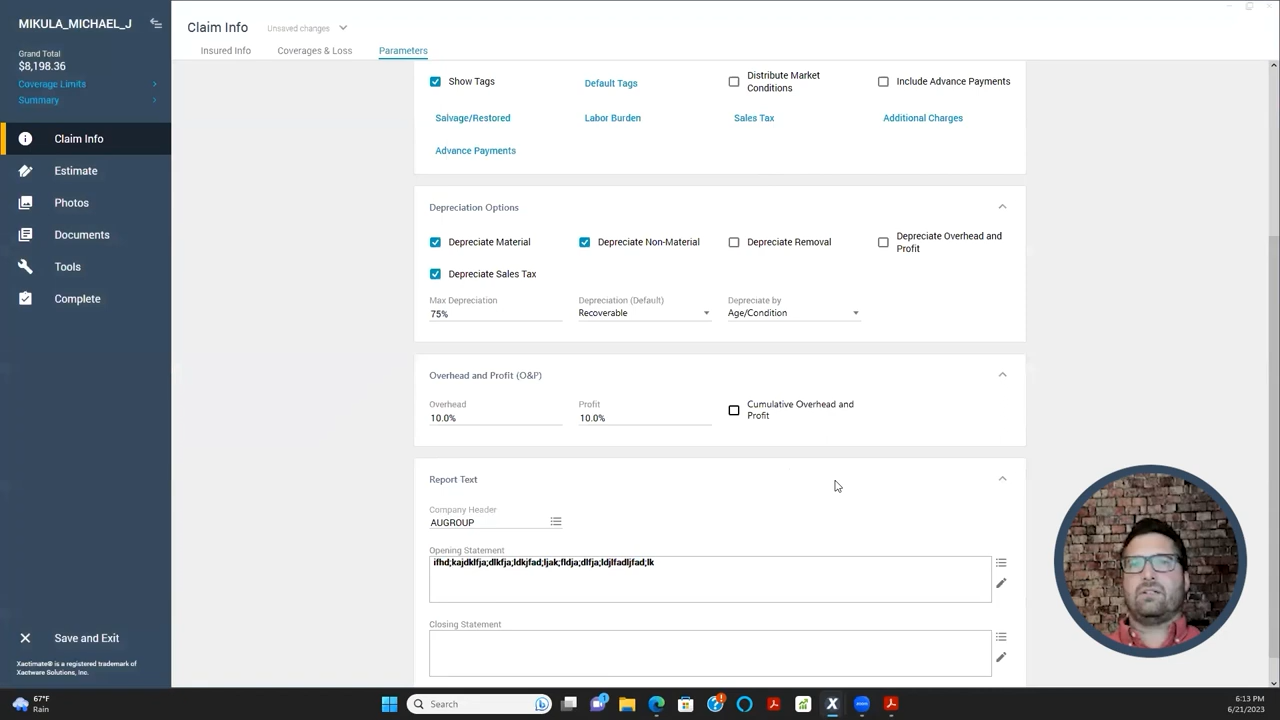 MIKULA_MICHAEL_J
Grand Total
$8,198.36
Coverage Limits
Summary
Claim Info
Estimate
Photos
Documents
Tools
Complete
Save and Exit
Xactimate® is a registered trademark of
Xactware Solutions, Inc.
Claim Info
Unsaved changes
Insured Info
Coverages & Loss
Parameters
Show Tags
Default Tags
Distribute Market
Conditions
Include Advance Payments
Salvage/Restored
Labor Burden
Sales Tax
Additional Charges
Advance Payments
Depreciation Options
Depreciate Material
Depreciate Non-Material
Depreciate Removal
Depreciate Overhead and
Profit
Depreciate Sales Tax
Max Depreciation
75%
Depreciation (Default)
Recoverable
Depreciate by
Age/Condition
Overhead and Profit (O&P)
Overhead
10.0%
Profit
10.0%
Cumulative Overhead and
Profit
Report Text
Company Header
AUGROUP
Opening Statement
ifhd;kajdklfja;dlkfja;ldkjfad;ljak;fldja;dlfja;ldjlfadljfad;lk
Closing Statement
67°F
Rain
Search
6:13 PM
6/21/2023